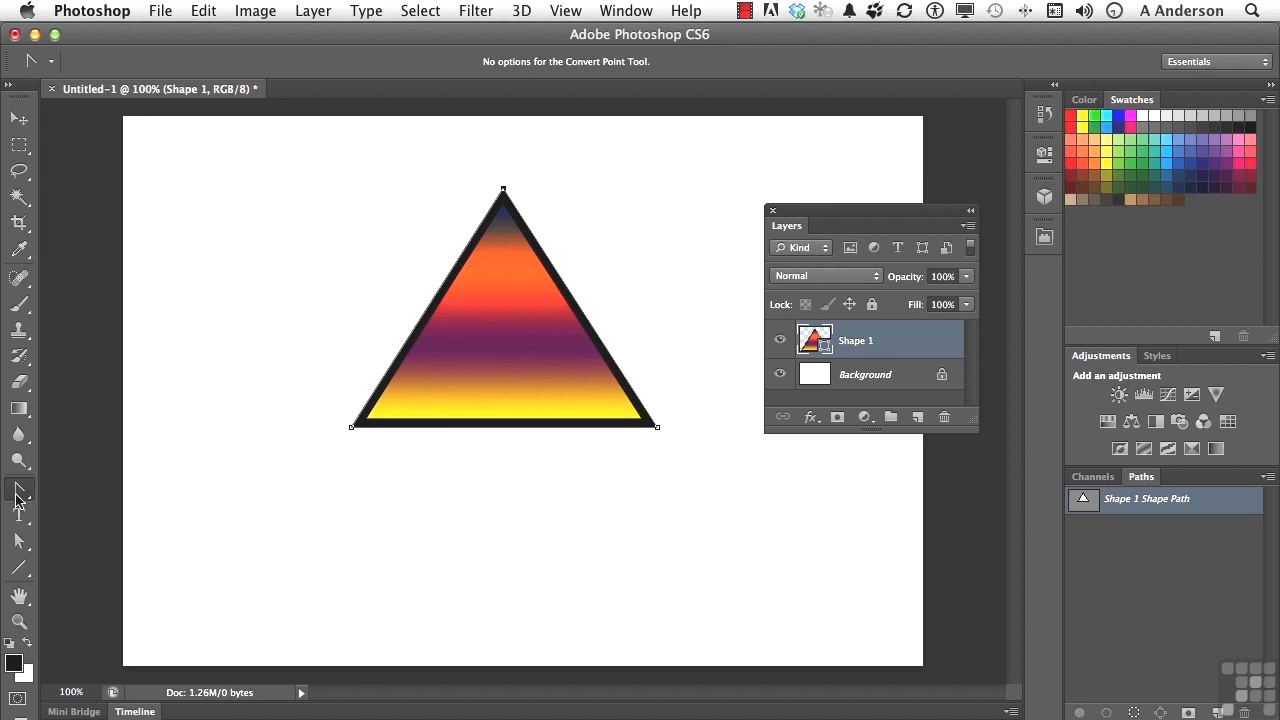 Photoshop File Edit Image Layer Type Select Filter 3D View Window Help A Anderson
Adobe Photoshop CS6
No options for the Convert Point Tool.
Essentials
Untitled-1 @ 100% (Shape 1, RGB/8) *
Color Swatches
Layers
Kind
Normal Opacity: 100%
Lock: Fill: 100%
Shape 1
Background
Adjustments Styles
Add an adjustment
Channels Paths
Shape 1 Shape Path
100% Doc: 1.26M/0 bytes
Mini Bridge Timeline